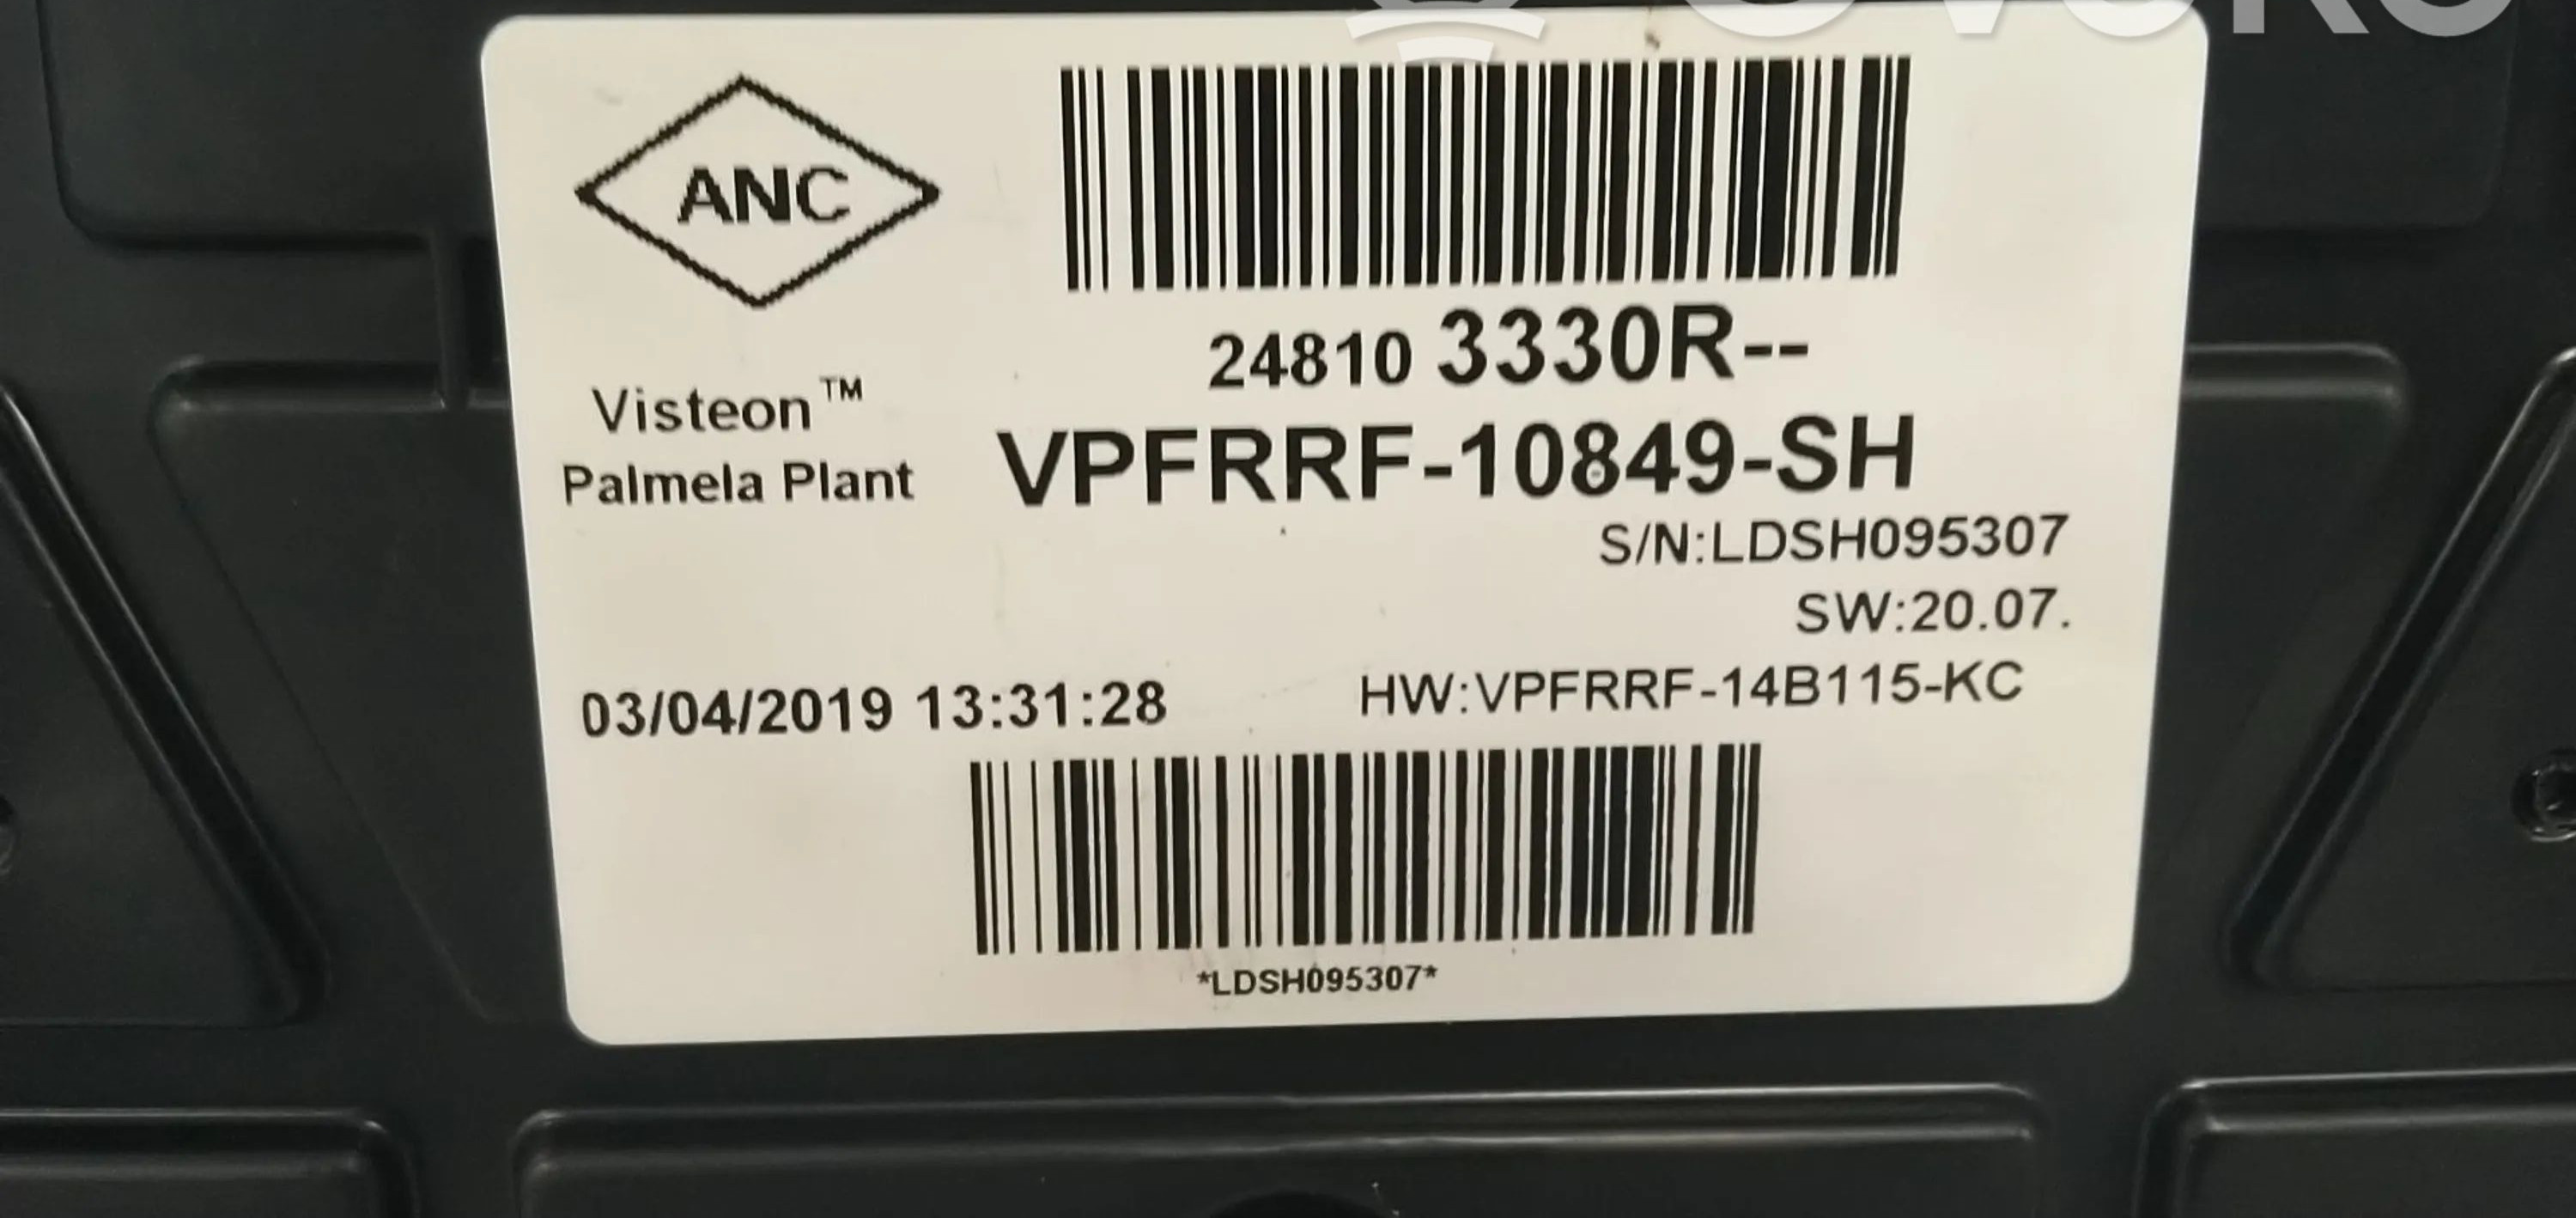 ANC
24810 3330R--
Visteon™
Palmela Plant
VPFRRF-10849-SH
S/N:LDSH095307
SW:20.07.
03/04/2019 13:31:28
HW:VPFRRF-14B115-KC
*LDSH095307*